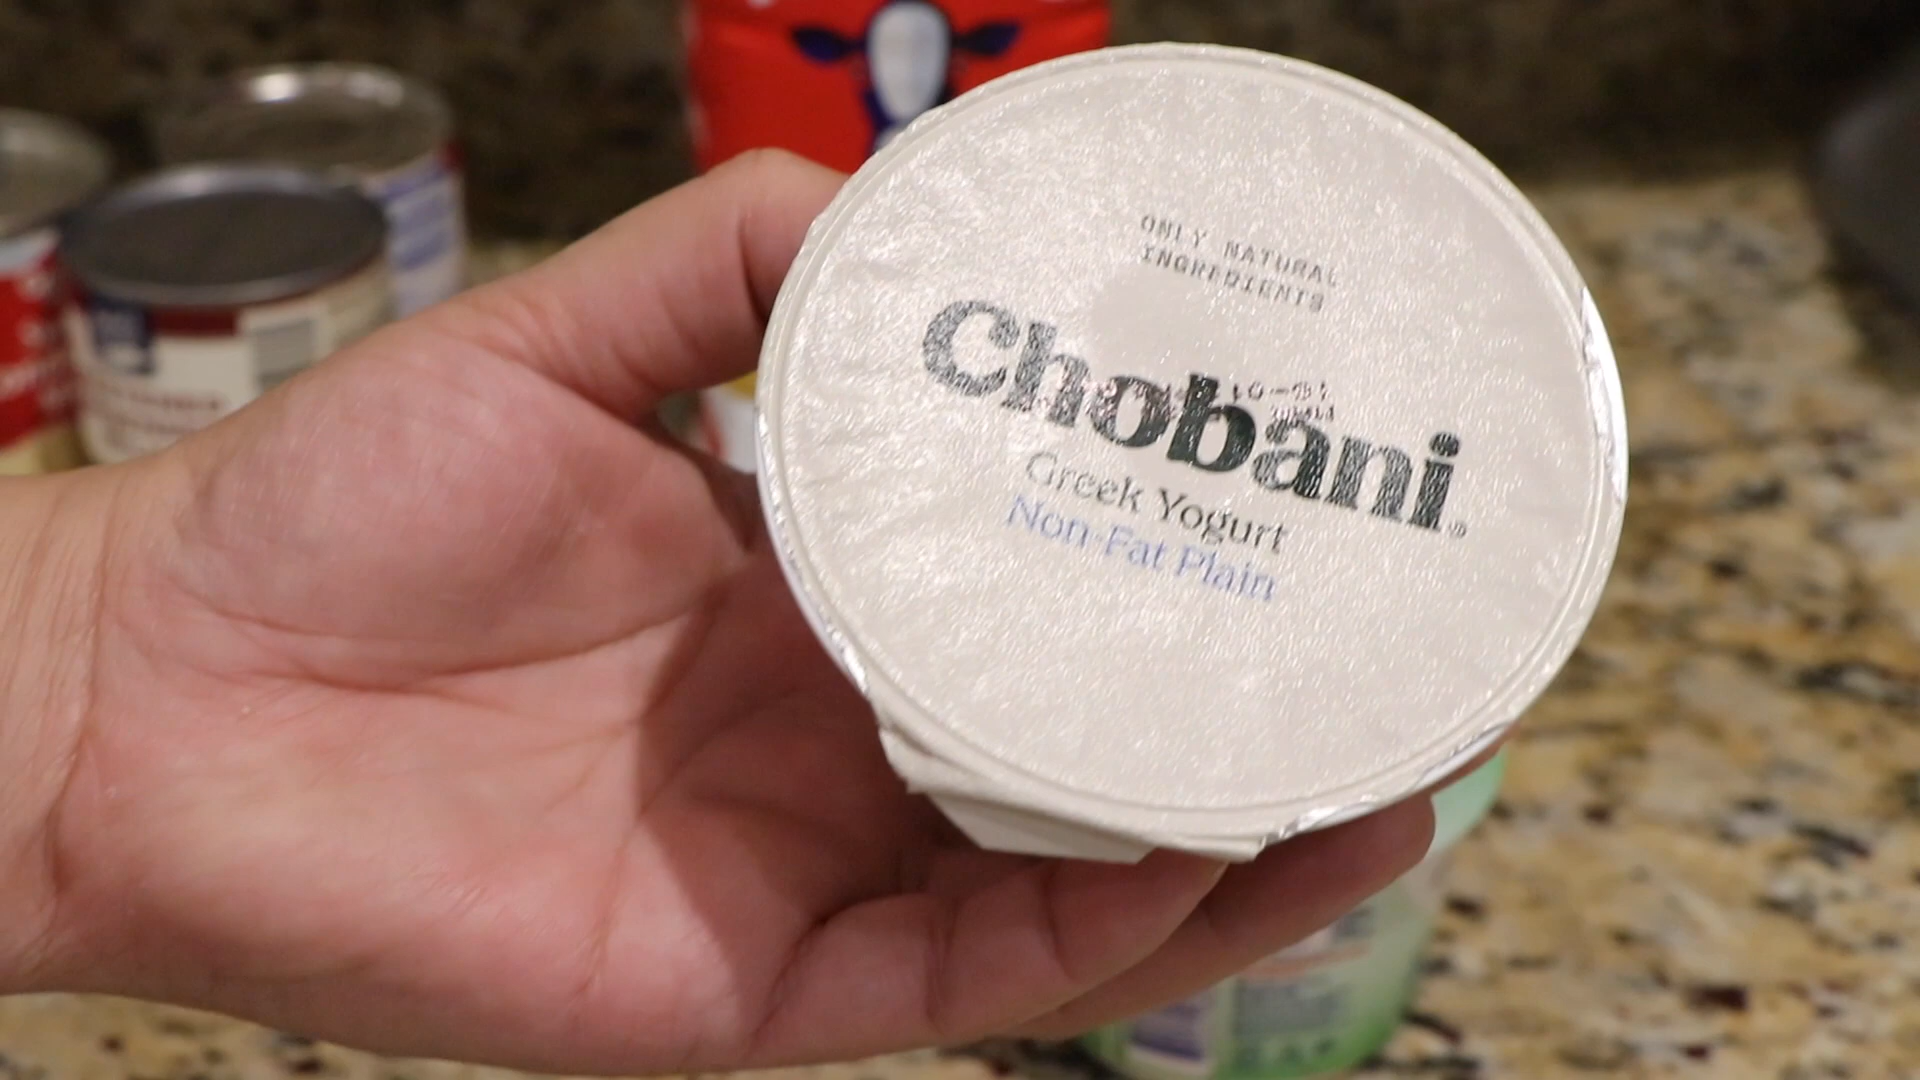 ONLY NATURAL
INGREDIENTS
Chobani
Greek Yogurt
Non-Fat Plain